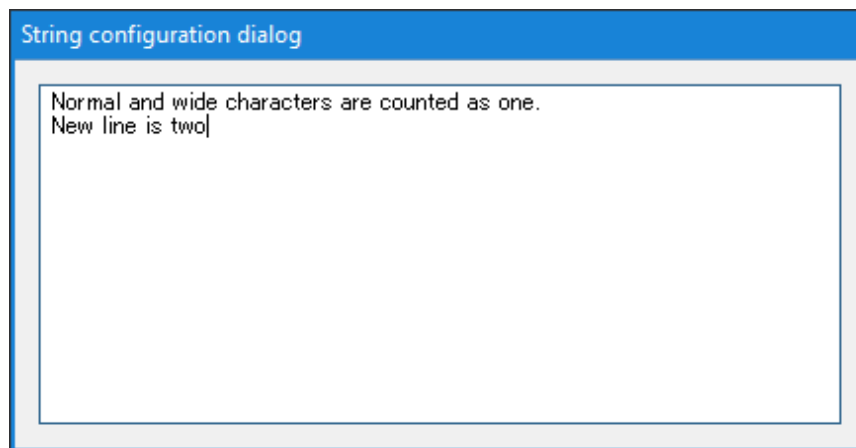 String configuration dialog
Normal and wide characters are counted as one.
New line is two